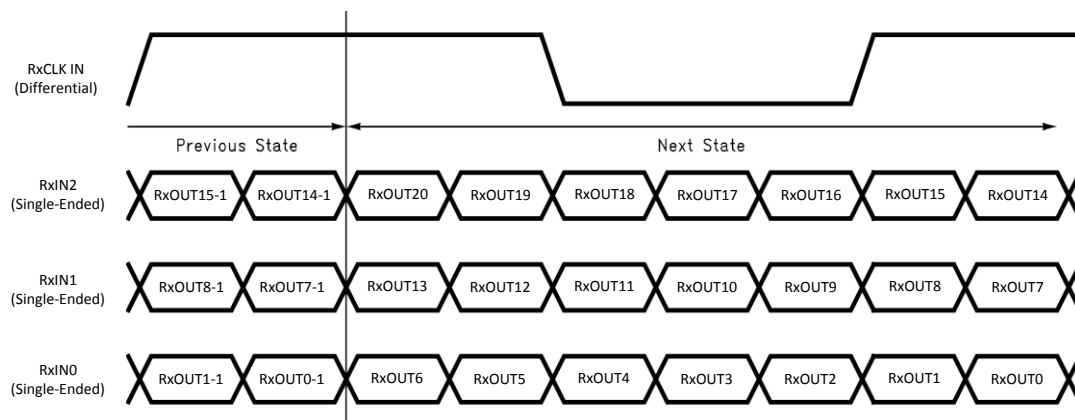 RxCLK IN
(Differential)
Previous State
Next State
RxIN2
(Single-Ended)
RxOUT15-1 RxOUT14-1 RxOUT20 RxOUT19 RxOUT18 RxOUT17 RxOUT16 RxOUT15 RxOUT14
RxIN1
(Single-Ended)
RxOUT8-1 RxOUT7-1 RxOUT13 RxOUT12 RxOUT11 RxOUT10 RxOUT9 RxOUT8 RxOUT7
RxIN0
(Single-Ended)
RxOUT1-1 RxOUT0-1 RxOUT6 RxOUT5 RxOUT4 RxOUT3 RxOUT2 RxOUT1 RxOUT0